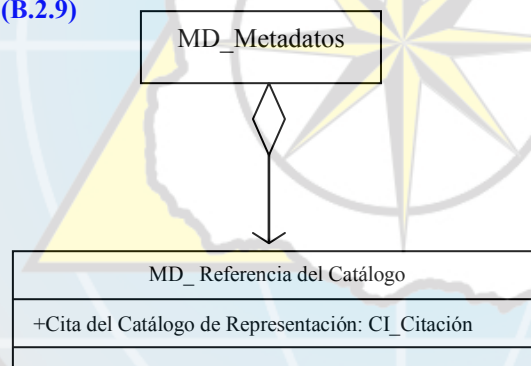 (B.2.9)
MD_Metadatos
MD_ Referencia del Catálogo
+Cita del Catálogo de Representación: CI_Citación